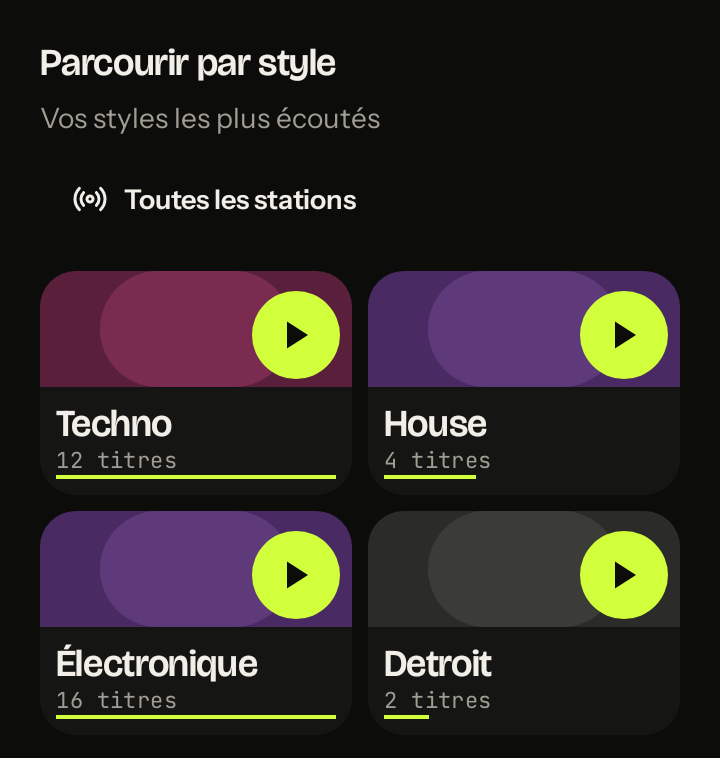 Parcourir par style
Vos styles les plus écoutés
Toutes les stations
Techno
12 titres
House
4 titres
Électronique
16 titres
Detroit
2 titres